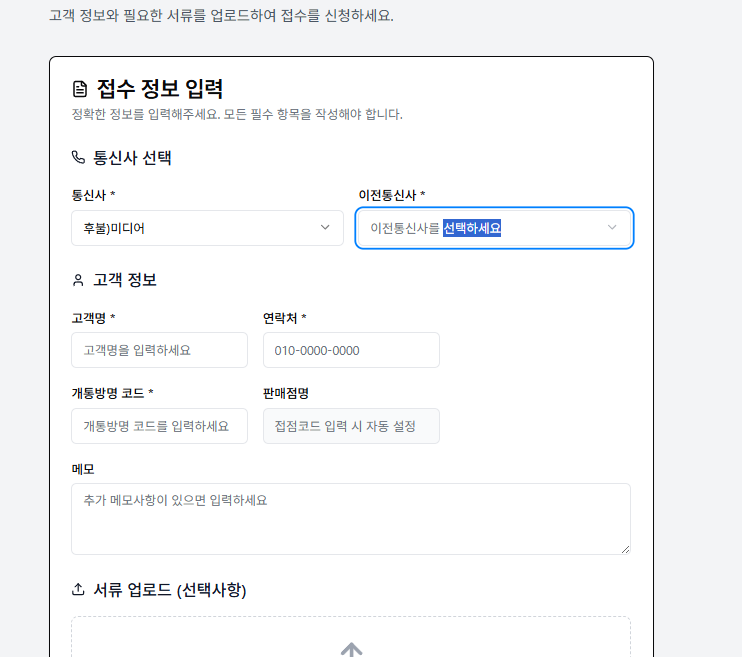 고객 정보와 필요한 서류를 업로드하여 접수를 신청하세요.
접수 정보 입력
정확한 정보를 입력해주세요. 모든 필수 항목을 작성해야 합니다.
통신사 선택
통신사 * 이전통신사 *
후불)미디어 이전통신사를 선택하세요
고객 정보
고객명 * 연락처 *
고객명을 입력하세요 010-0000-0000
개통방명 코드 * 판매점명
개통방명 코드를 입력하세요 접점코드 입력 시 자동 설정
메모
추가 메모사항이 있으면 입력하세요
서류 업로드 (선택사항)